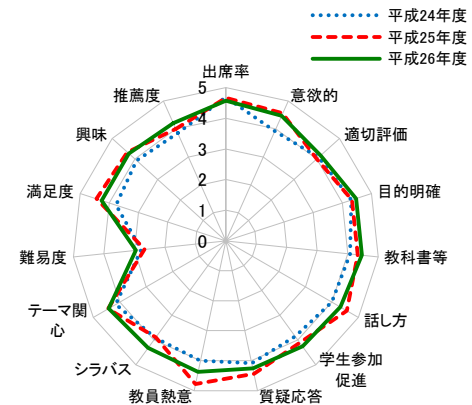 平成24年度
平成25年度
平成26年度
出席率
意欲的
適切評価
目的明確
教科書等
話し方
学生参加
促進
質疑応答
教員熱意
シラバス
テーマ関
心
難易度
満足度
興味
推薦度
5
4
3
2
1
0